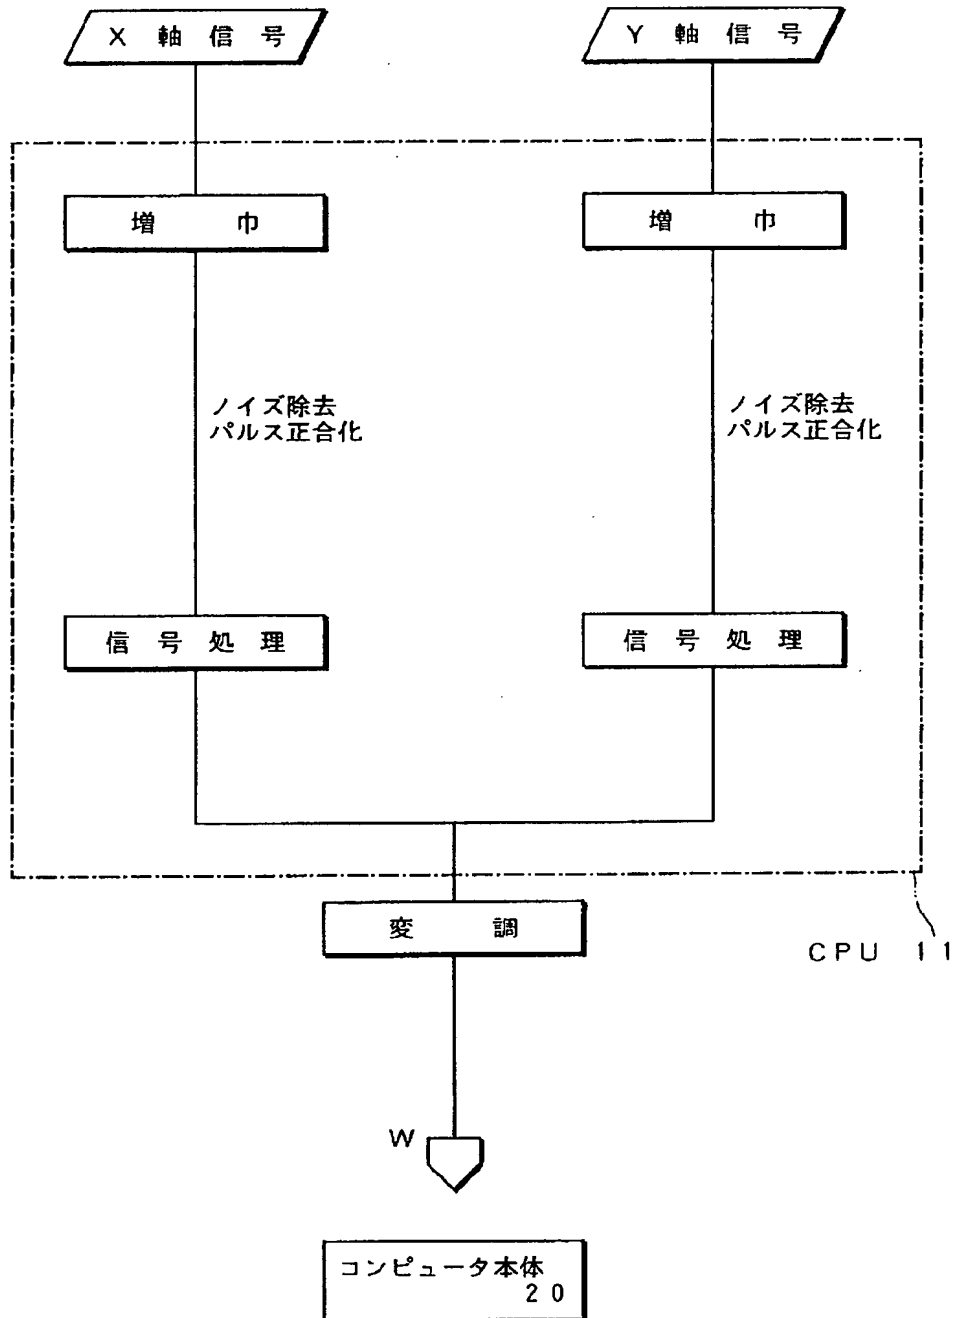 X軸信号
Y軸信号
増巾
増巾
ノイズ除去
パルス正合化
ノイズ除去
パルス正合化
信号処理
信号処理
変調
CPU 11
W
コンピュータ本体
20